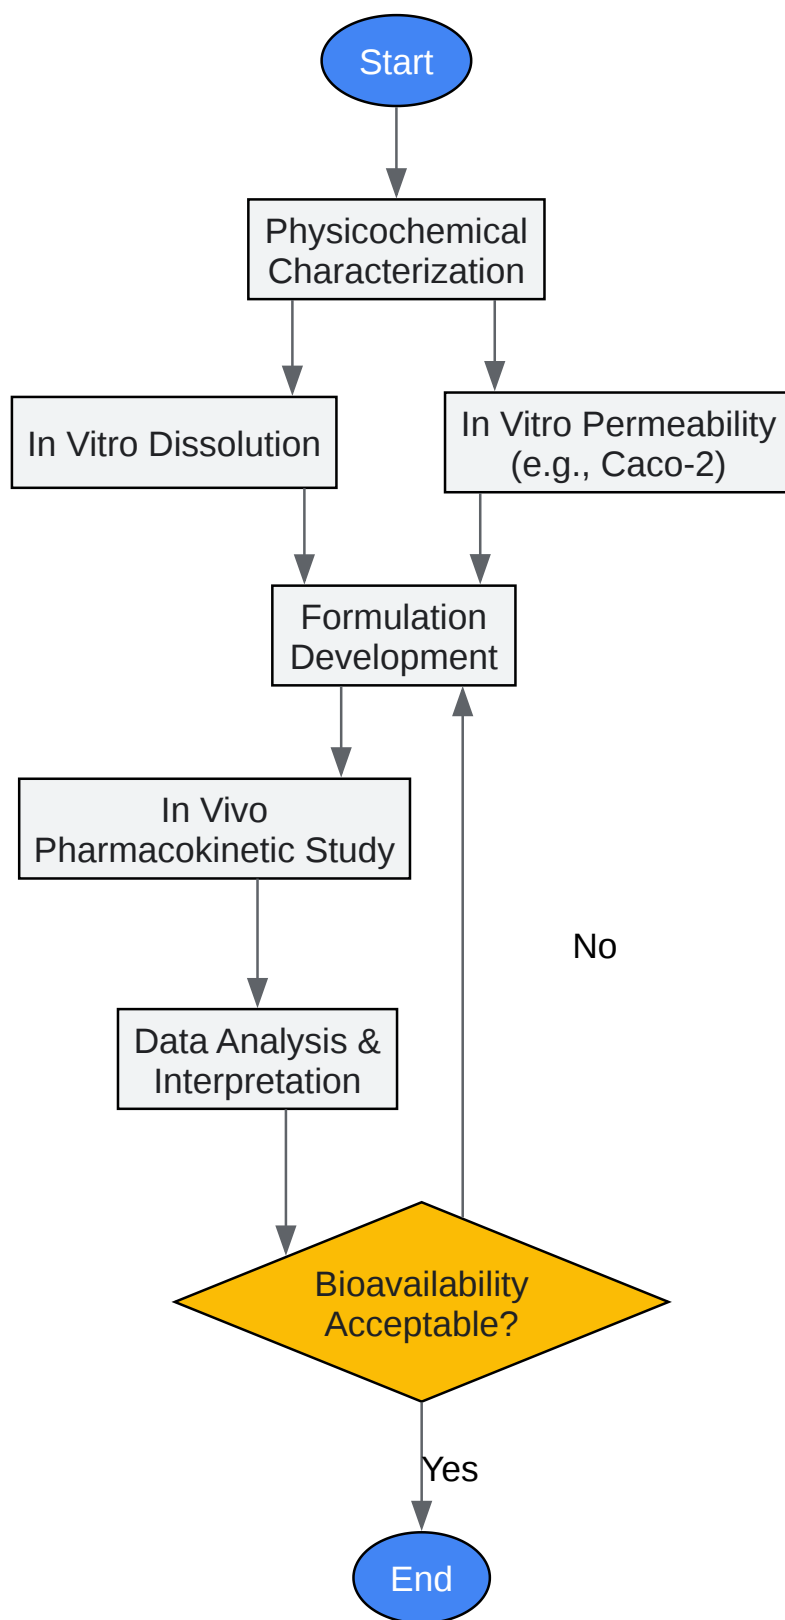 Start
Physicochemical
Characterization
In Vitro Dissolution
In Vitro Permeability
(e.g., Caco-2)
Formulation
Development
In Vivo
Pharmacokinetic Study
No
Data Analysis &
Interpretation
Bioavailability
Acceptable?
Yes
End